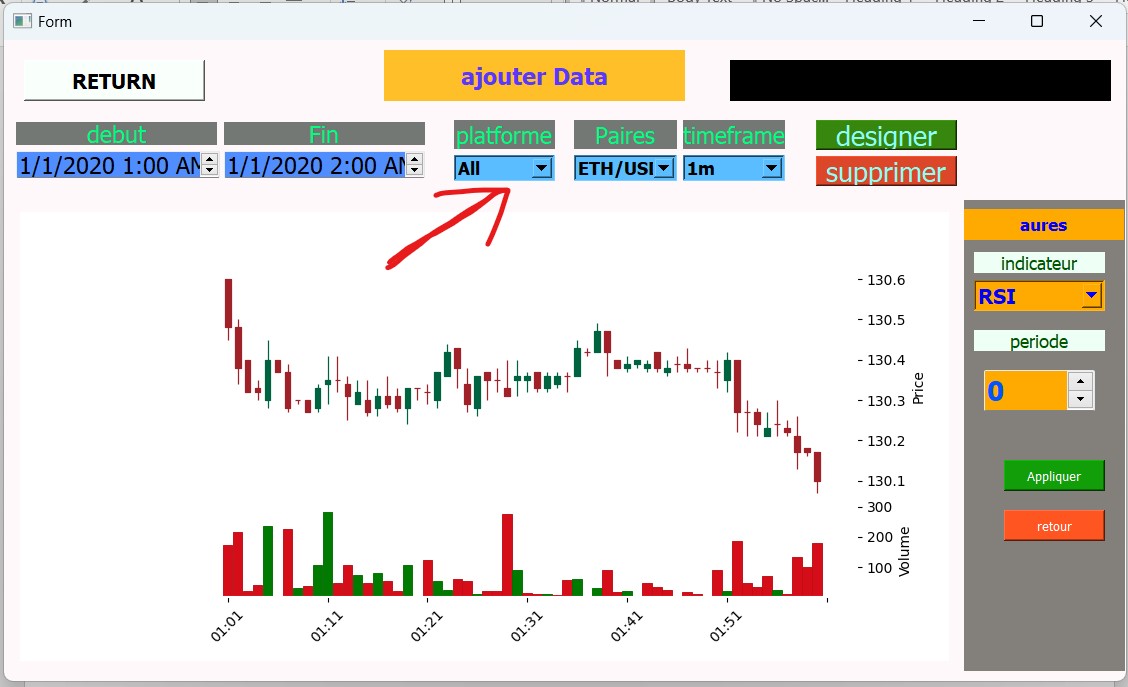 Form
RETURN
ajouter Data
debut
Fin
platforme
Paires
timeframe
designer
1/1/2020 1:00 AM
1/1/2020 2:00 AM
All
ETH/USI
1m
supprimer
aures
indicateur
RSI
periode
0
Appliquer
retour
130.6
130.5
130.4
130.3
130.2
130.1
Price
300
200
100
Volume
01:01
01:11
01:21
01:31
01:41
01:51